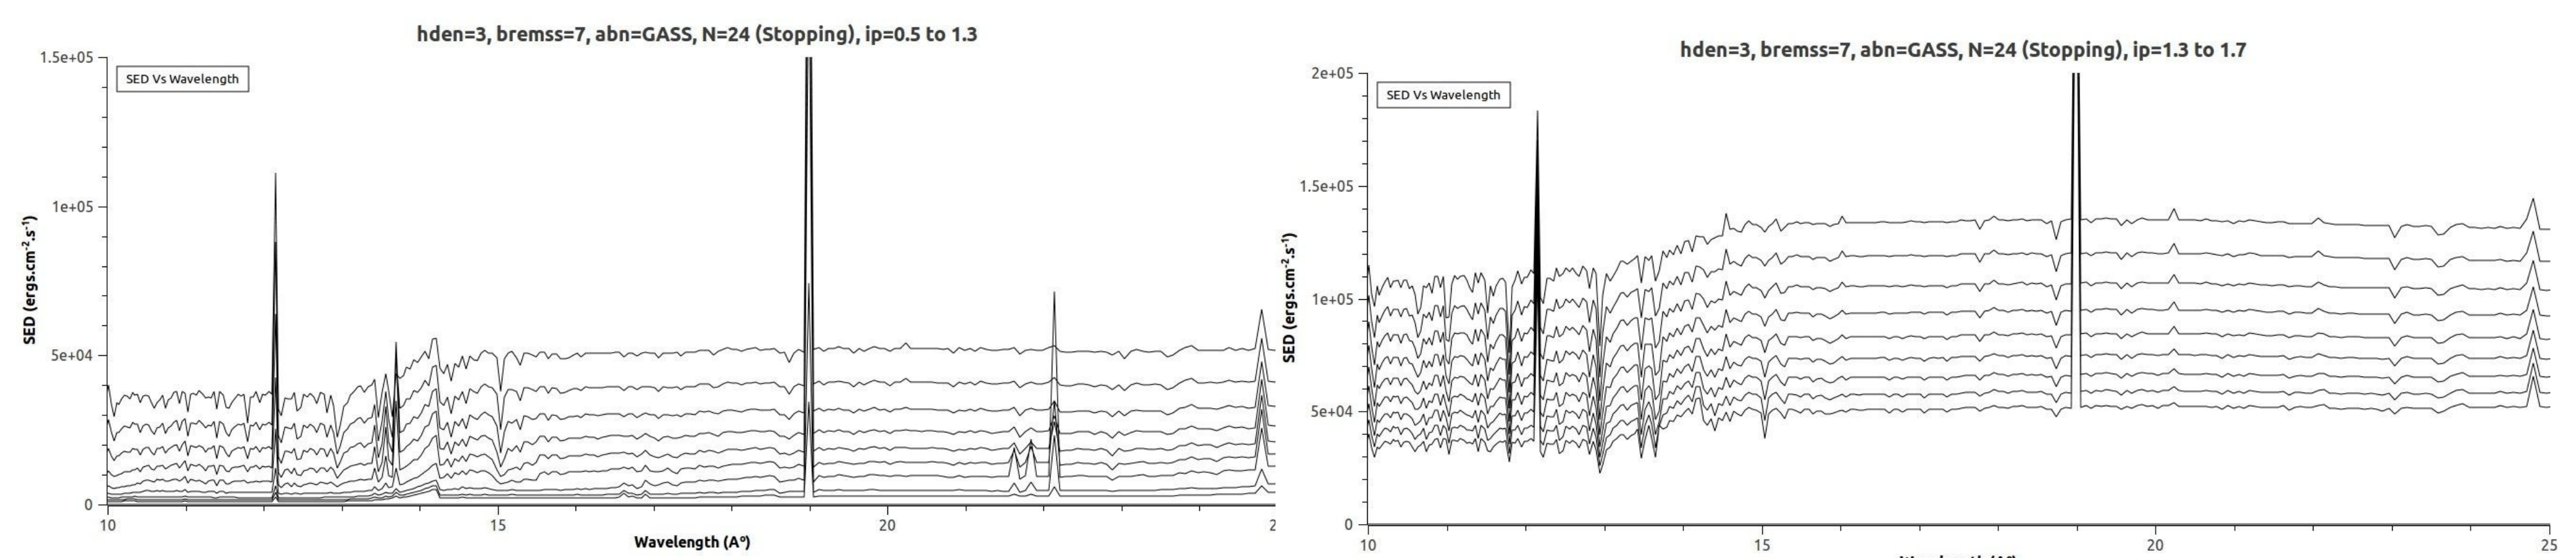 hden=3, bremss=7, abn=GASS, N=24 (Stopping), ip=0.5 to 1.3
SED Vs Wavelength
SED (ergs.cm-2.s-1)
1.5e+05
1e+05
5e+04
0
10
15
20
2
Wavelength (Aº)
hden=3, bremss=7, abn=GASS, N=24 (Stopping), ip=1.3 to 1.7
SED Vs Wavelength
SED (ergs.cm-2.s-1)
2e+05
1.5e+05
1e+05
5e+04
0
10
15
20
25